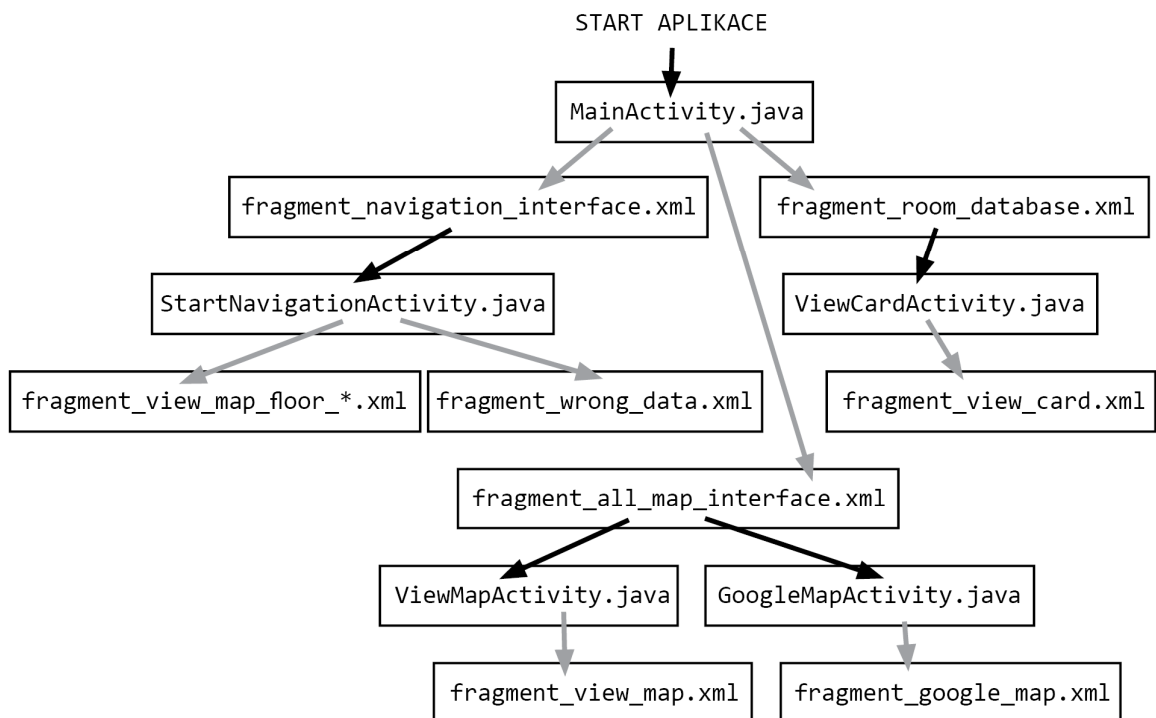 START APLIKACE
MainActivity.java
fragment_navigation_interface.xml
fragment_room_database.xml
StartNavigationActivity.java
ViewCardActivity.java
fragment_view_map_floor_*.xml
fragment_wrong_data.xml
fragment_view_card.xml
fragment_all_map_interface.xml
ViewMapActivity.java
GoogleMapActivity.java
fragment_view_map.xml
fragment_google_map.xml